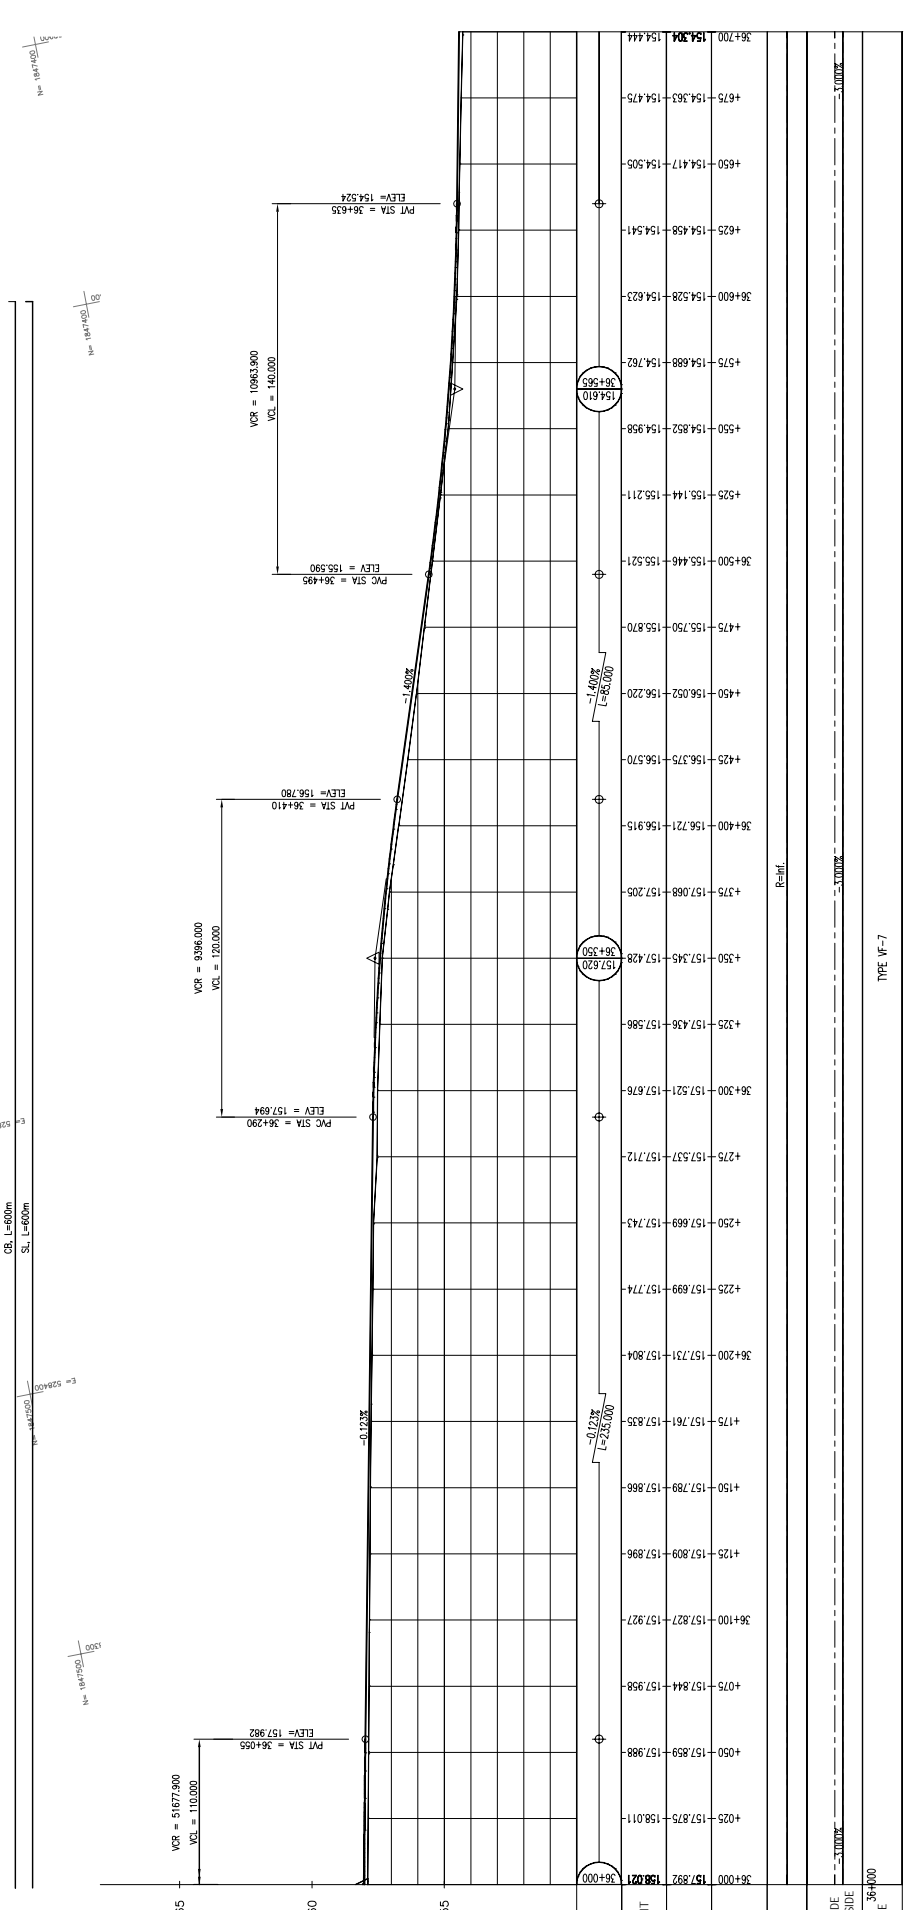 N= 1847400
N= 1847400
E= 528400
N= 1847500
N= 1847500
CB, L=600m
SL, L=600m
PVT STA = 36+635
ELEV= 154.524
VCR = 10963.900
VCL = 140.000
PVC STA = 36+495
ELEV = 155.590
-1.400%
PVT STA = 36+410
ELEV= 156.780
VCR = 9396.000
VCL = 120.000
PVC STA = 36+290
ELEV = 157.694
-0.123%
PVT STA = 36+055
ELEV= 157.982
VCR = 51677.900
VCL = 110.000
36+565
154.610
-1.400%
L=85.000
36+350
157.620
-0.123%
L=235.000
36+000
154.444 154.304 36+700
154.475 154.363 +675
154.505 154.417 +650
154.541 154.458 +625
154.623 154.528 36+600
154.762 154.688 +575
154.958 154.852 +550
155.211 155.144 +525
155.521 155.446 36+500
155.870 155.750 +475
156.220 156.052 +450
156.570 156.375 +425
156.915 156.721 36+400
157.205 157.068 +375
157.428 157.345 +350
157.586 157.436 +325
157.676 157.521 36+300
157.712 157.537 +275
157.743 157.669 +250
157.774 157.699 +225
157.804 157.731 36+200
157.835 157.761 +175
157.866 157.789 +150
157.896 157.809 +125
157.927 157.827 36+100
157.958 157.844 +075
157.988 157.859 +050
158.011 157.875 +025
158.021 157.892 36+000
R=Inf.
-3.000%
-3.000%
-3.000%
TYPE VF-7
36+000
SIDE